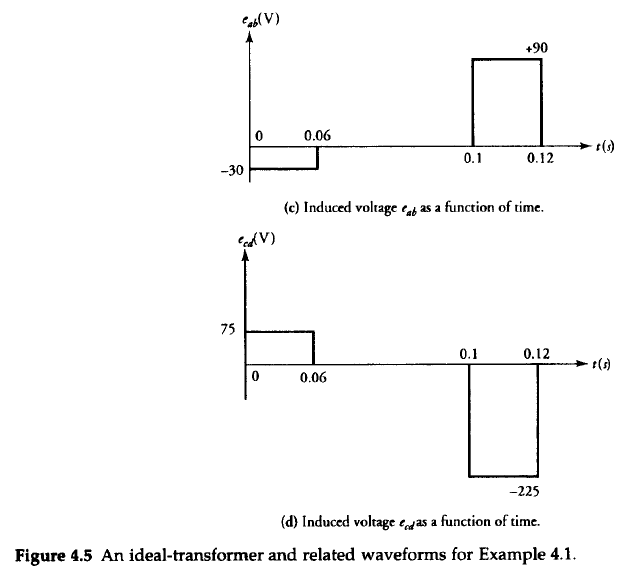 e_ab(V)
+90
0 0.06
t(s)
0.1 0.12
−30
(c) Induced voltage e_ab as a function of time.
e_cd(V)
75
0.1 0.12
t(s)
0 0.06
−225
(d) Induced voltage e_cd as a function of time.
Figure 4.5 An ideal-transformer and related waveforms for Example 4.1.